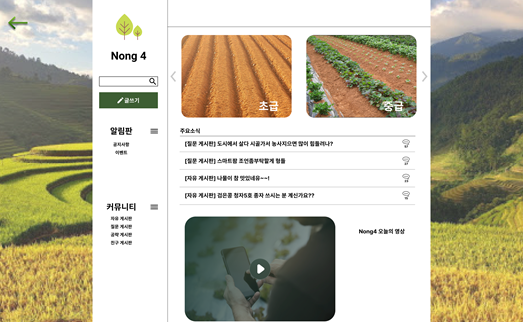 Nong 4
글쓰기
알림판
공지사항
이벤트
커뮤니티
자유 게시판
질문 게시판
공략 게시판
친구 게시판
초급
중급
주요소식
[질문 게시판] 도시에서 살다 시골가서 농사지으면 많이 힘들려나?
[질문 게시판] 스마트팜 조언좀부탁할게 형들
[자유 게시판] 나물이 참 맛있네유~~!
[자유 게시판] 검은콩 청자5호 종자 쓰시는 분 계신가요??
Nong4 오늘의 영상